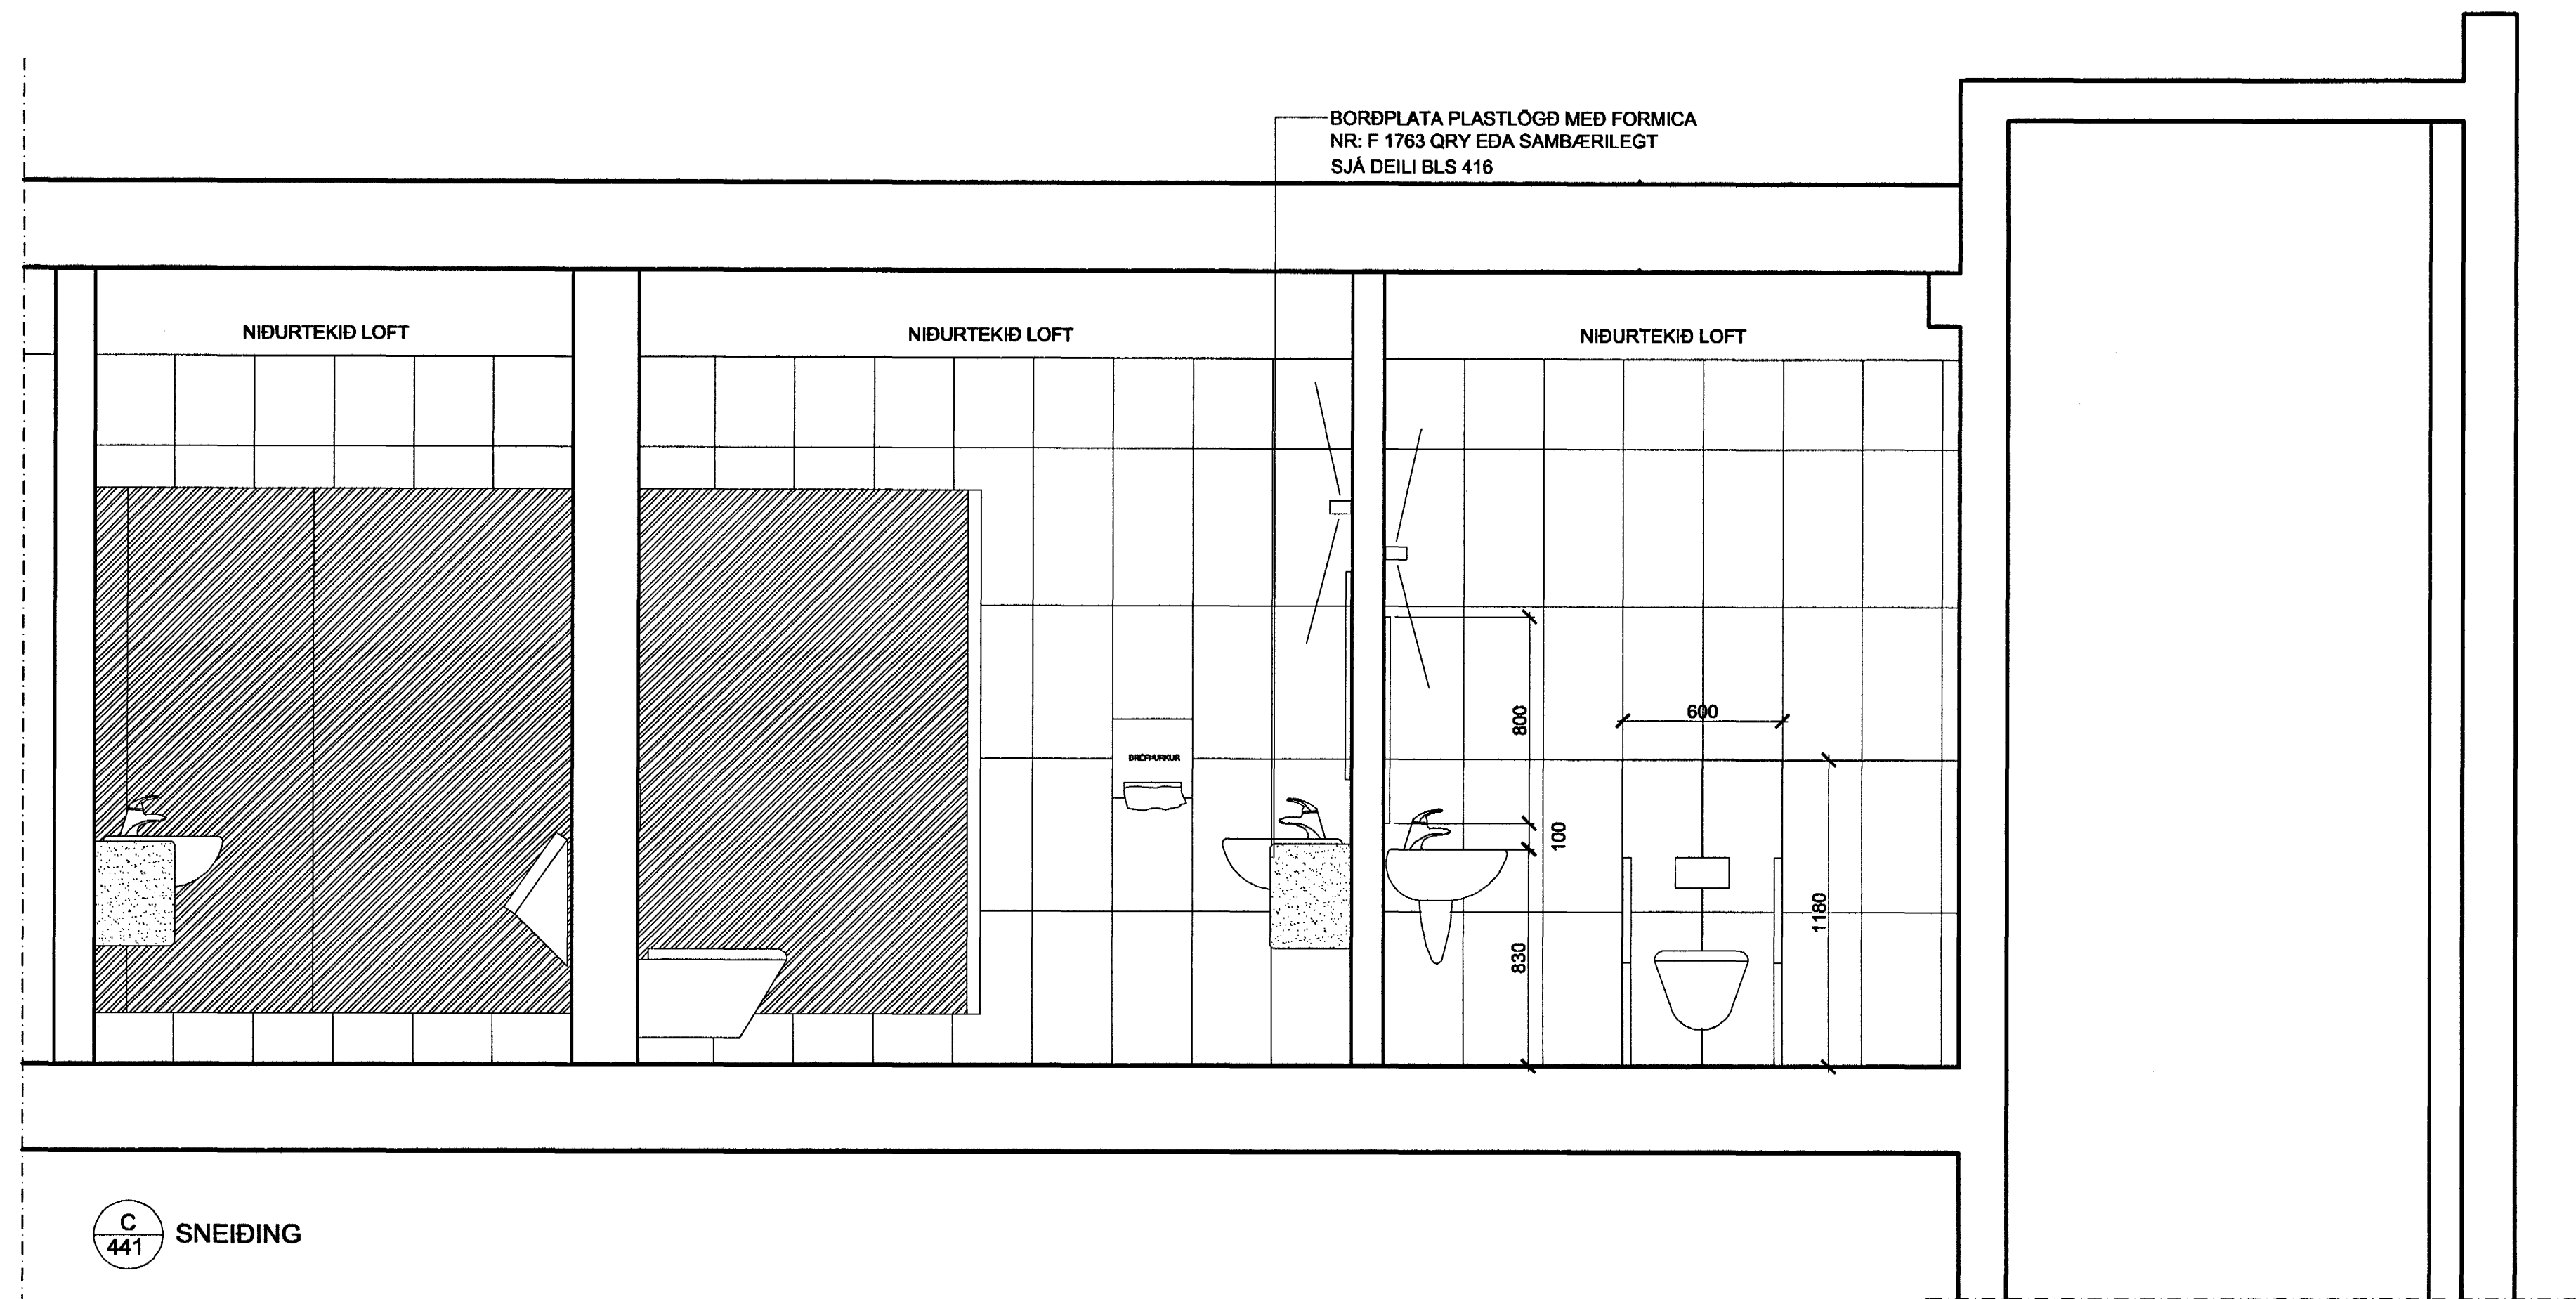 BORÐPLATA PLASTLÖGÐ MEÐ FORMICA
NR: F 1763 QRY EÐA SAMBÆRILEGT
SJÁ DEILI BLS 416
NIÐURTEKIÐ LOFT
NIÐURTEKIÐ LOFT
NIÐURTEKIÐ LOFT
800
600
BRÉFÞURKUR
100
1180
830
C
441
SNEIÐING